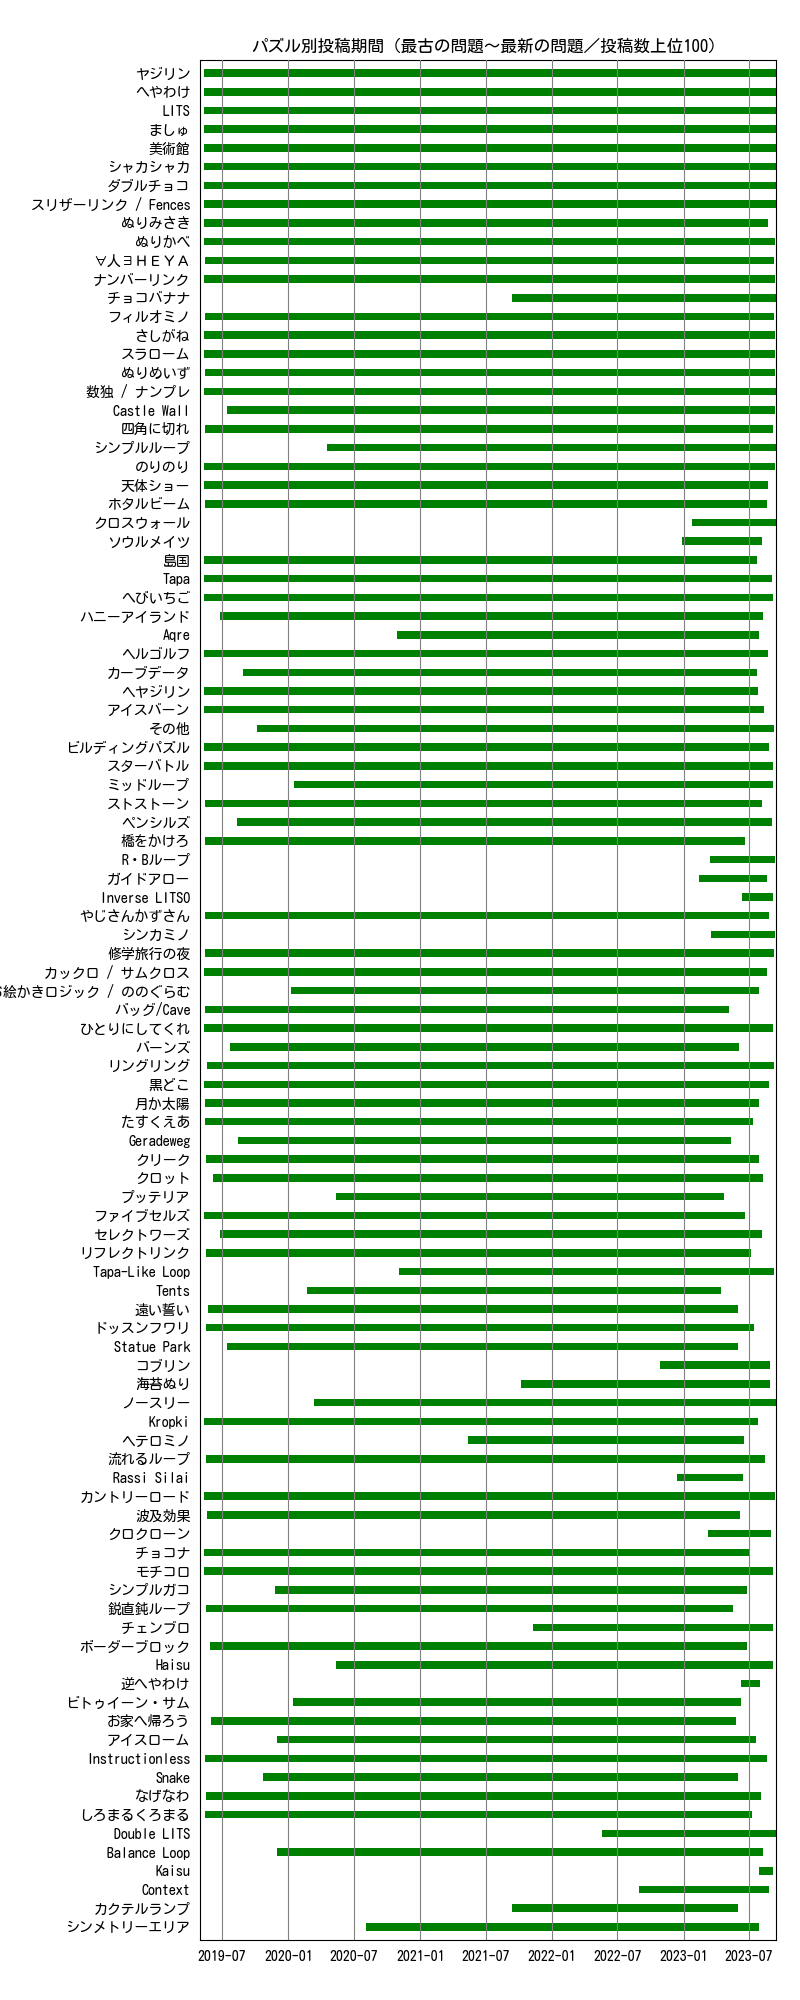 パズル別投稿期間（最古の問題～最新の問題／投稿数上位100）
ヤジリン
へやわけ
LITS
ましゅ
美術館
シャカシャカ
ダブルチョコ
スリザーリンク / Fences
ぬりみさき
ぬりかべ
∀人ヨＨＥＹＡ
ナンバーリンク
チョコバナナ
フィルオミノ
さしがね
スラローム
ぬりめいず
数独 / ナンプレ
Castle Wall
四角に切れ
シンプルループ
のりのり
天体ショー
ホタルビーム
クロスウォール
ソウルメイツ
島国
Tapa
へびいちご
ハニーアイランド
Aqre
ヘルゴルフ
カーブデータ
ヘヤジリン
アイスバーン
その他
ビルディングパズル
スターバトル
ミッドループ
ストストーン
ペンシルズ
橋をかけろ
R・Bループ
ガイドアロー
Inverse LITSO
やじさんかずさん
シンカミノ
修学旅行の夜
カックロ / サムクロス
絵かきロジック / ののぐらむ
バッグ/Cave
ひとりにしてくれ
バーンズ
リングリング
黒どこ
月か太陽
たすくえあ
Geradeweg
クリーク
クロット
ブッテリア
ファイブセルズ
セレクトワーズ
リフレクトリンク
Tapa-Like Loop
Tents
遠い誓い
ドッスンフワリ
Statue Park
コブリン
海苔ぬり
ノースリー
Kropki
ヘテロミノ
流れるループ
Rassi Silai
カントリーロード
波及効果
クロクローン
チョコナ
モチコロ
シンプルガコ
鋭直鈍ループ
チェンブロ
ボーダーブロック
Haisu
逆へやわけ
ビトゥイーン・サム
お家へ帰ろう
アイスローム
Instructionless
Snake
なげなわ
しろまるくろまる
Double LITS
Balance Loop
Kaisu
Context
カクテルランプ
シンメトリーエリア
2019-07 2020-01 2020-07 2021-01 2021-07 2022-01 2022-07 2023-01 2023-07